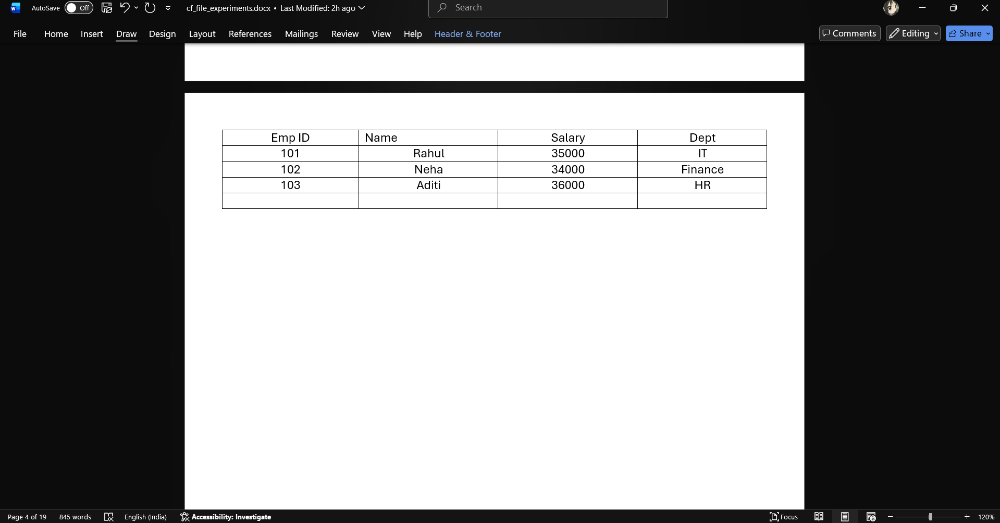 AutoSave Off cf_file_experiments.docx • Last Modified: 2h ago Search
File Home Insert Draw Design Layout References Mailings Review View Help Header & Footer Comments Editing Share
Emp ID Name Salary Dept
101 Rahul 35000 IT
102 Neha 34000 Finance
103 Aditi 36000 HR
Page 4 of 19 845 words English (India) Accessibility: Investigate Focus 120%